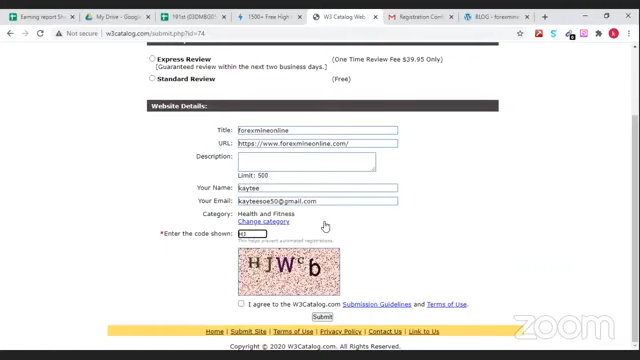 Earning report Sh
My Drive - Google
191st (03DMBG0
1500+ Free High
W3 Catalog Web
Registration Conf
BLOG - forexmine
Not secure | w3catalog.com/submit.php?id=74
Express Review (One Time Review Fee $39.95 Only)
[Guaranteed review within the next two business days.]
Standard Review (Free)
Website Details:
Title: forexmineonline
URL: https://www.forexmineonline.com/
Description:
Limit: 500
Your Name: kaytee
Your Email: kayteesoe50@gmail.com
Category: Health and Fitness
Change category
*Enter the code shown: HJ
This helps prevent automated registrations.
H J W c b
I agree to the W3Catalog.com Submission Guidelines and Terms of Use.
Submit
Home | Submit Site | Terms of Use | Privacy Policy | Contact Us | Link to Us
Copyright © 2020 W3Catalog.com. All Rights Reserved.
zoom